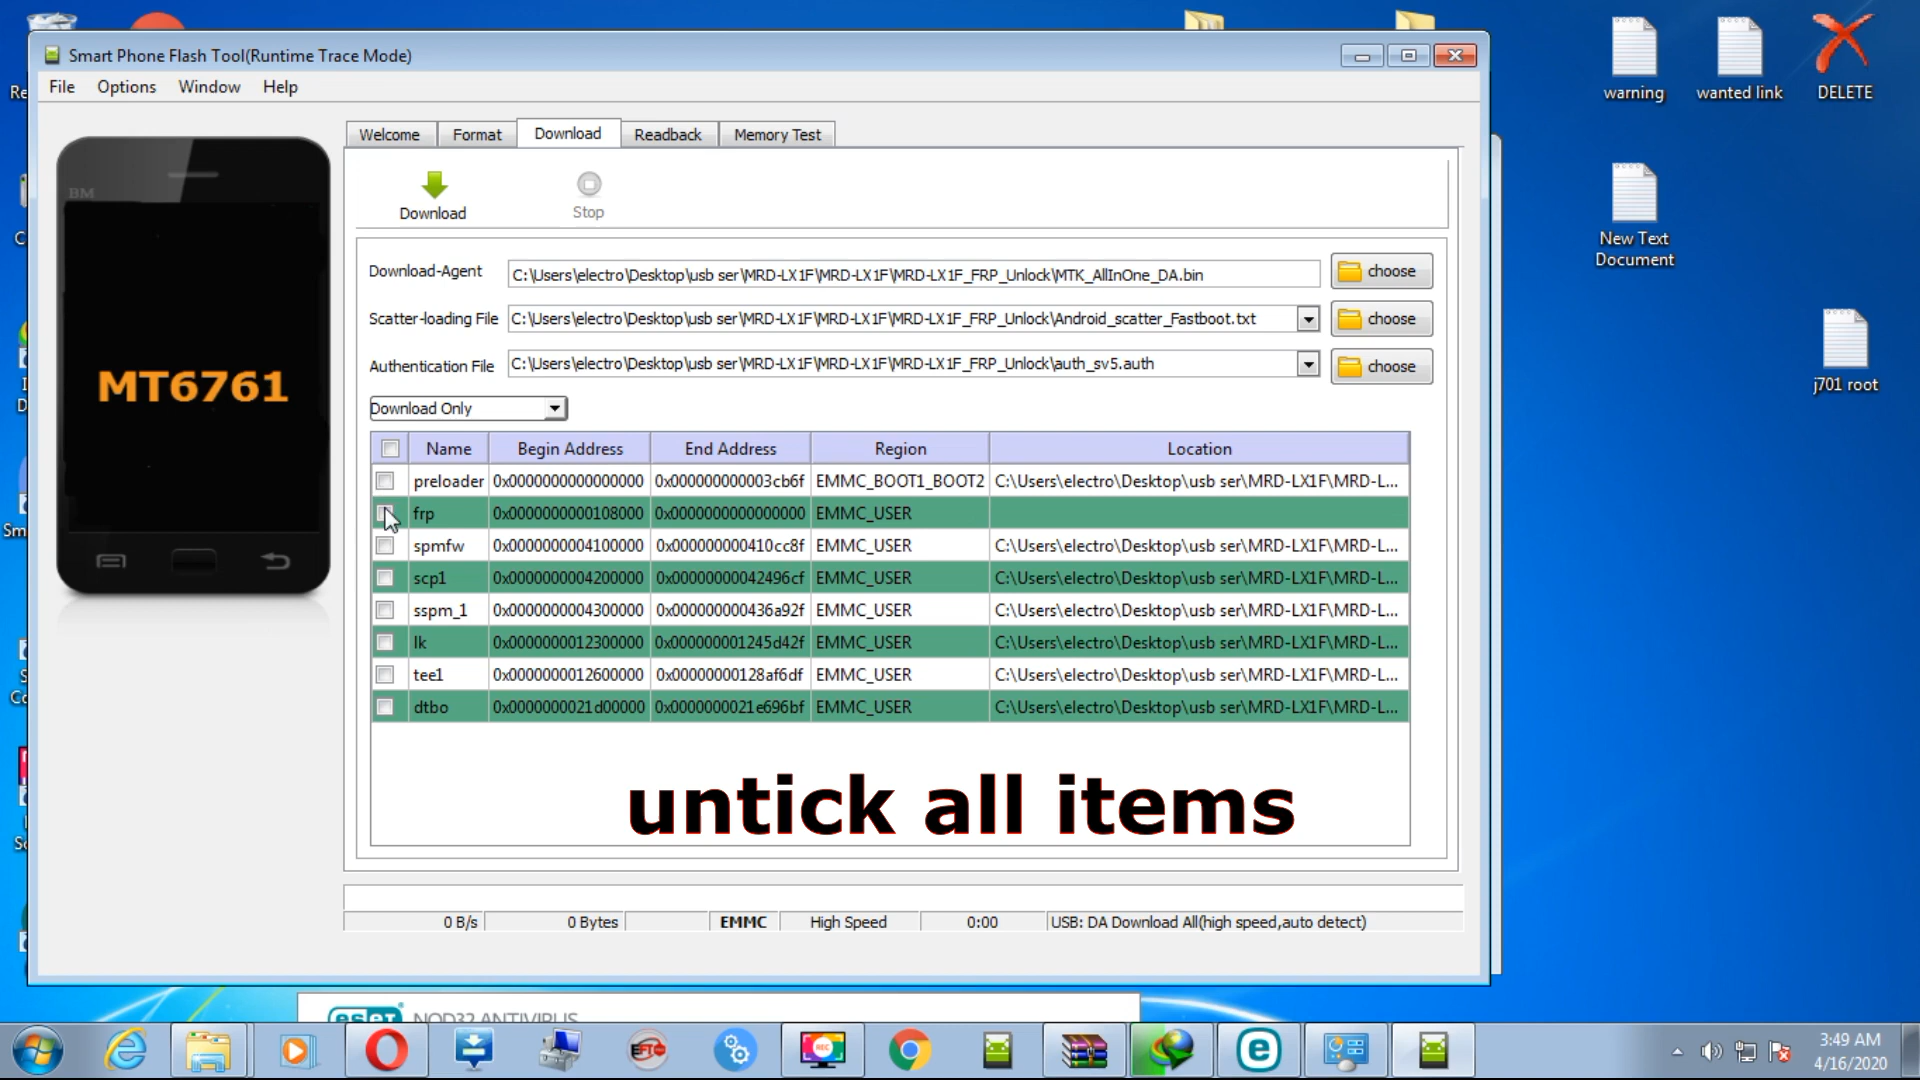 Smart Phone Flash Tool(Runtime Trace Mode)
File Options Window Help
Welcome Format Download Readback Memory Test
Download Stop
BM
MT6761
Download-Agent C:\Users\electro\Desktop\usb ser\MRD-LX1F\MRD-LX1F\MRD-LX1F_FRP_Unlock\MTK_AllInOne_DA.bin choose
Scatter-loading File C:\Users\electro\Desktop\usb ser\MRD-LX1F\MRD-LX1F\MRD-LX1F_FRP_Unlock\Android_scatter_Fastboot.txt choose
Authentication File C:\Users\electro\Desktop\usb ser\MRD-LX1F\MRD-LX1F\MRD-LX1F_FRP_Unlock\auth_sv5.auth choose
Download Only
Name Begin Address End Address Region Location
preloader 0x0000000000000000 0x000000000003cb6f EMMC_BOOT1_BOOT2 C:\Users\electro\Desktop\usb ser\MRD-LX1F\MRD-L...
frp 0x0000000000108000 0x0000000000000000 EMMC_USER
spmfw 0x0000000004100000 0x000000000410cc8f EMMC_USER C:\Users\electro\Desktop\usb ser\MRD-LX1F\MRD-L...
scp1 0x0000000004200000 0x00000000042496cf EMMC_USER C:\Users\electro\Desktop\usb ser\MRD-LX1F\MRD-L...
sspm_1 0x0000000004300000 0x000000000436a92f EMMC_USER C:\Users\electro\Desktop\usb ser\MRD-LX1F\MRD-L...
lk 0x0000000012300000 0x000000001245d42f EMMC_USER C:\Users\electro\Desktop\usb ser\MRD-LX1F\MRD-L...
tee1 0x0000000012600000 0x00000000128af6df EMMC_USER C:\Users\electro\Desktop\usb ser\MRD-LX1F\MRD-L...
dtbo 0x0000000021d00000 0x0000000021e696bf EMMC_USER C:\Users\electro\Desktop\usb ser\MRD-LX1F\MRD-L...
untick all items
0 B/s 0 Bytes EMMC High Speed 0:00 USB: DA Download All(high speed,auto detect)
warning wanted link DELETE
New Text
Document
j701 root
eset NOD32 ANTIVIRUS
REC
EFT
3:49 AM
4/16/2020